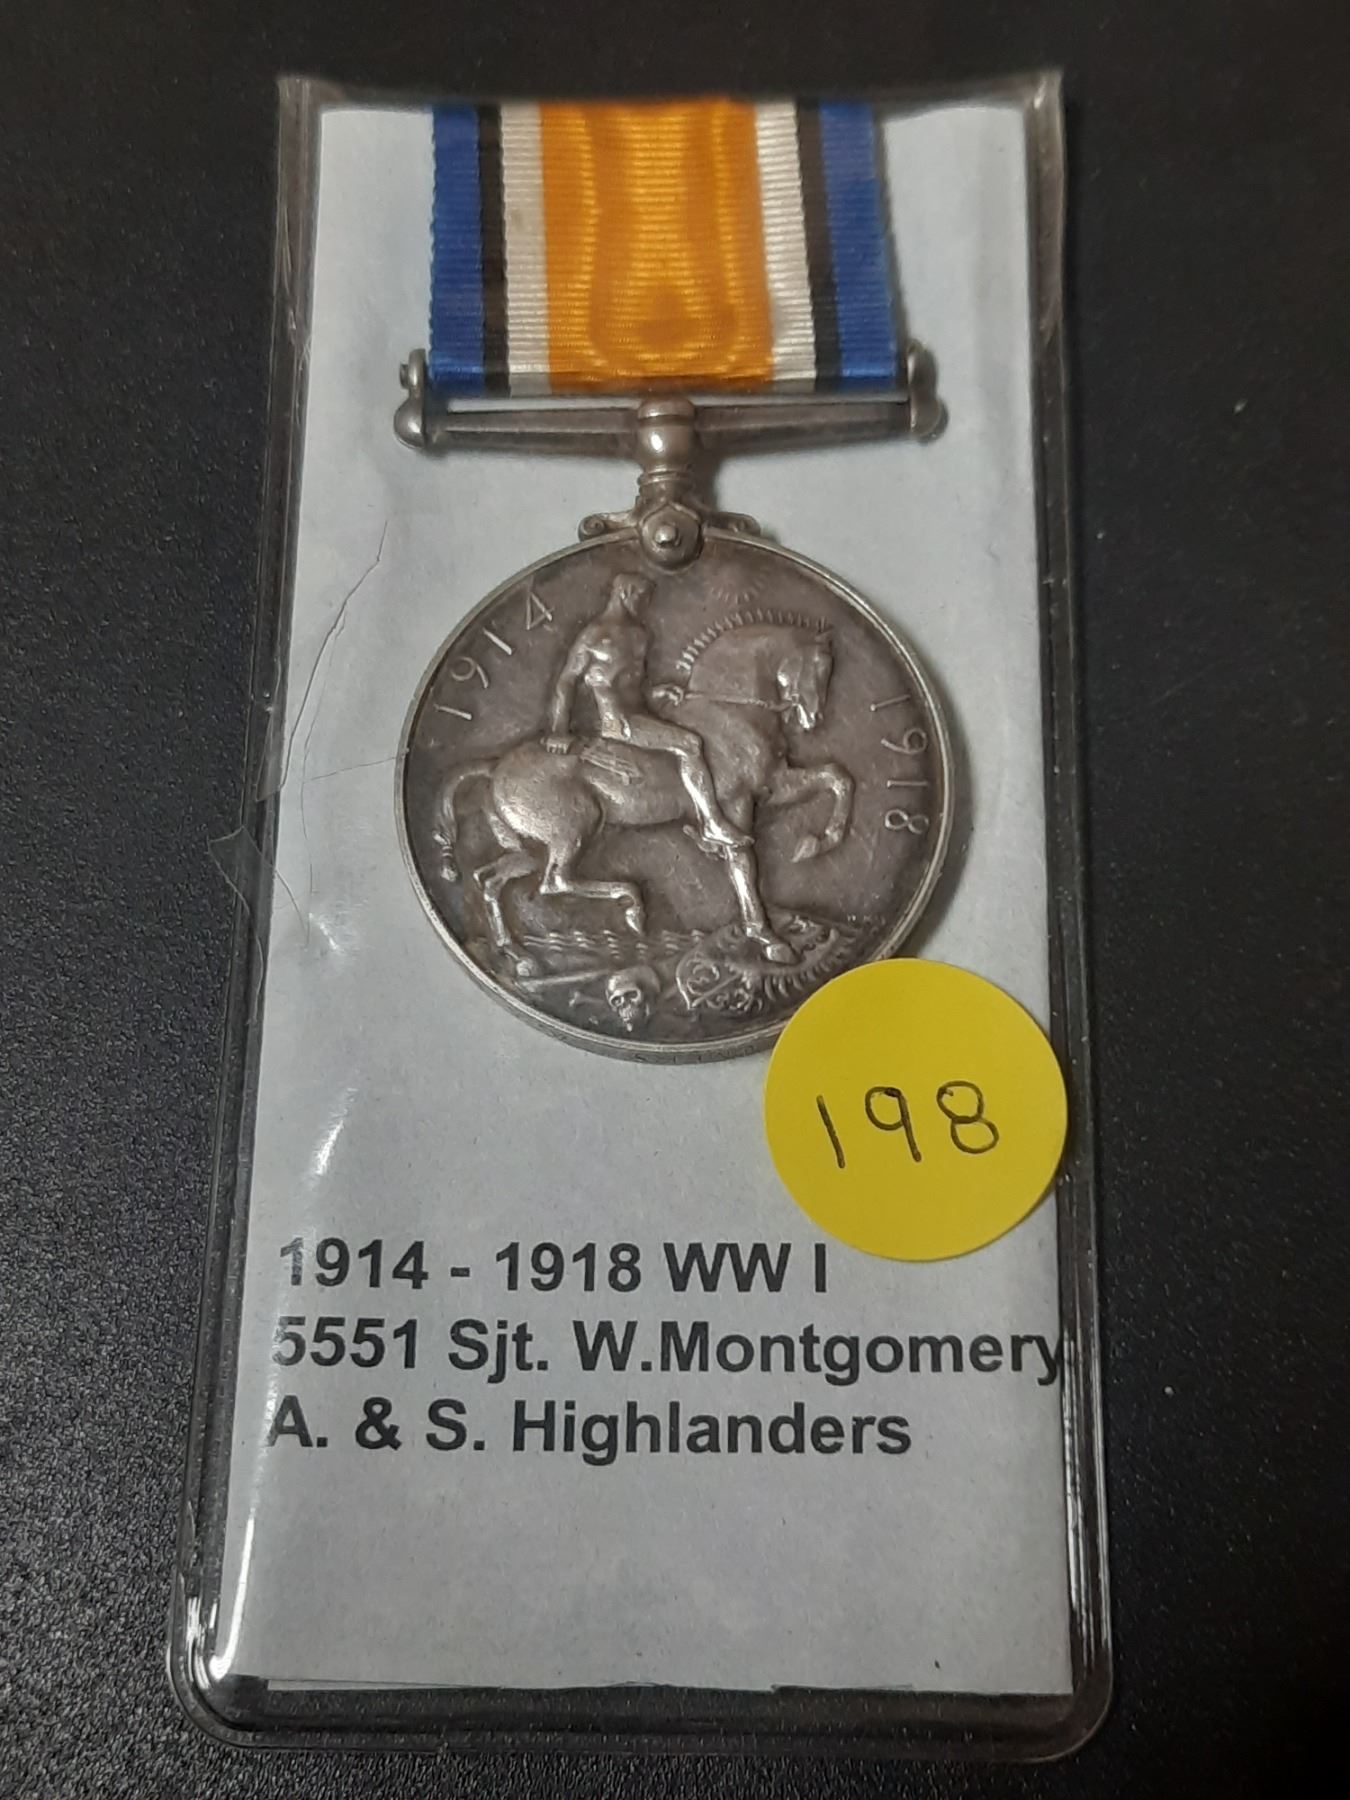 1914
1918
198
1914 - 1918 WW I
5551 Sjt. W.Montgomery
A. & S. Highlanders